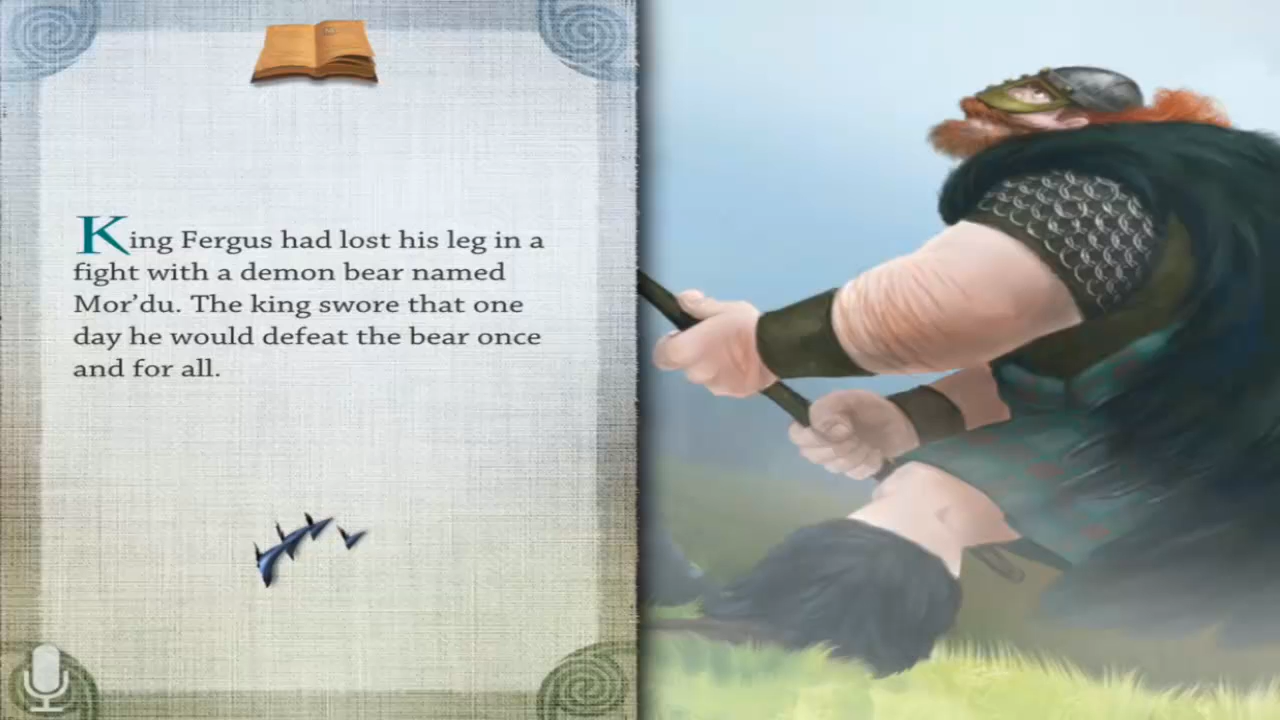 King Fergus had lost his leg in a
fight with a demon bear named
Mor’du. The king swore that one
day he would defeat the bear once
and for all.